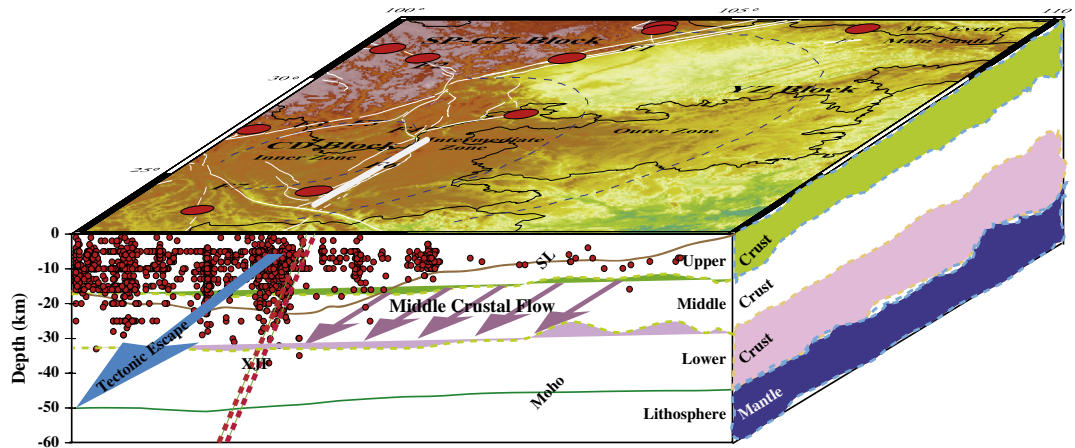 100°
105°
110
M7+ Event
Main Fault
SP-GZ Block
30°
YZ Block
Outer Zone
CD Block
Intermediate
Zone
Inner Zone
25°
Depth (km)
0
-10
-20
-30
-40
-50
-60
SL
Upper
Crust
Middle Crustal Flow
Middle
Crust
Tectonic Escape
XJF
Lower
Crust
Moho
Lithosphere
Mantle